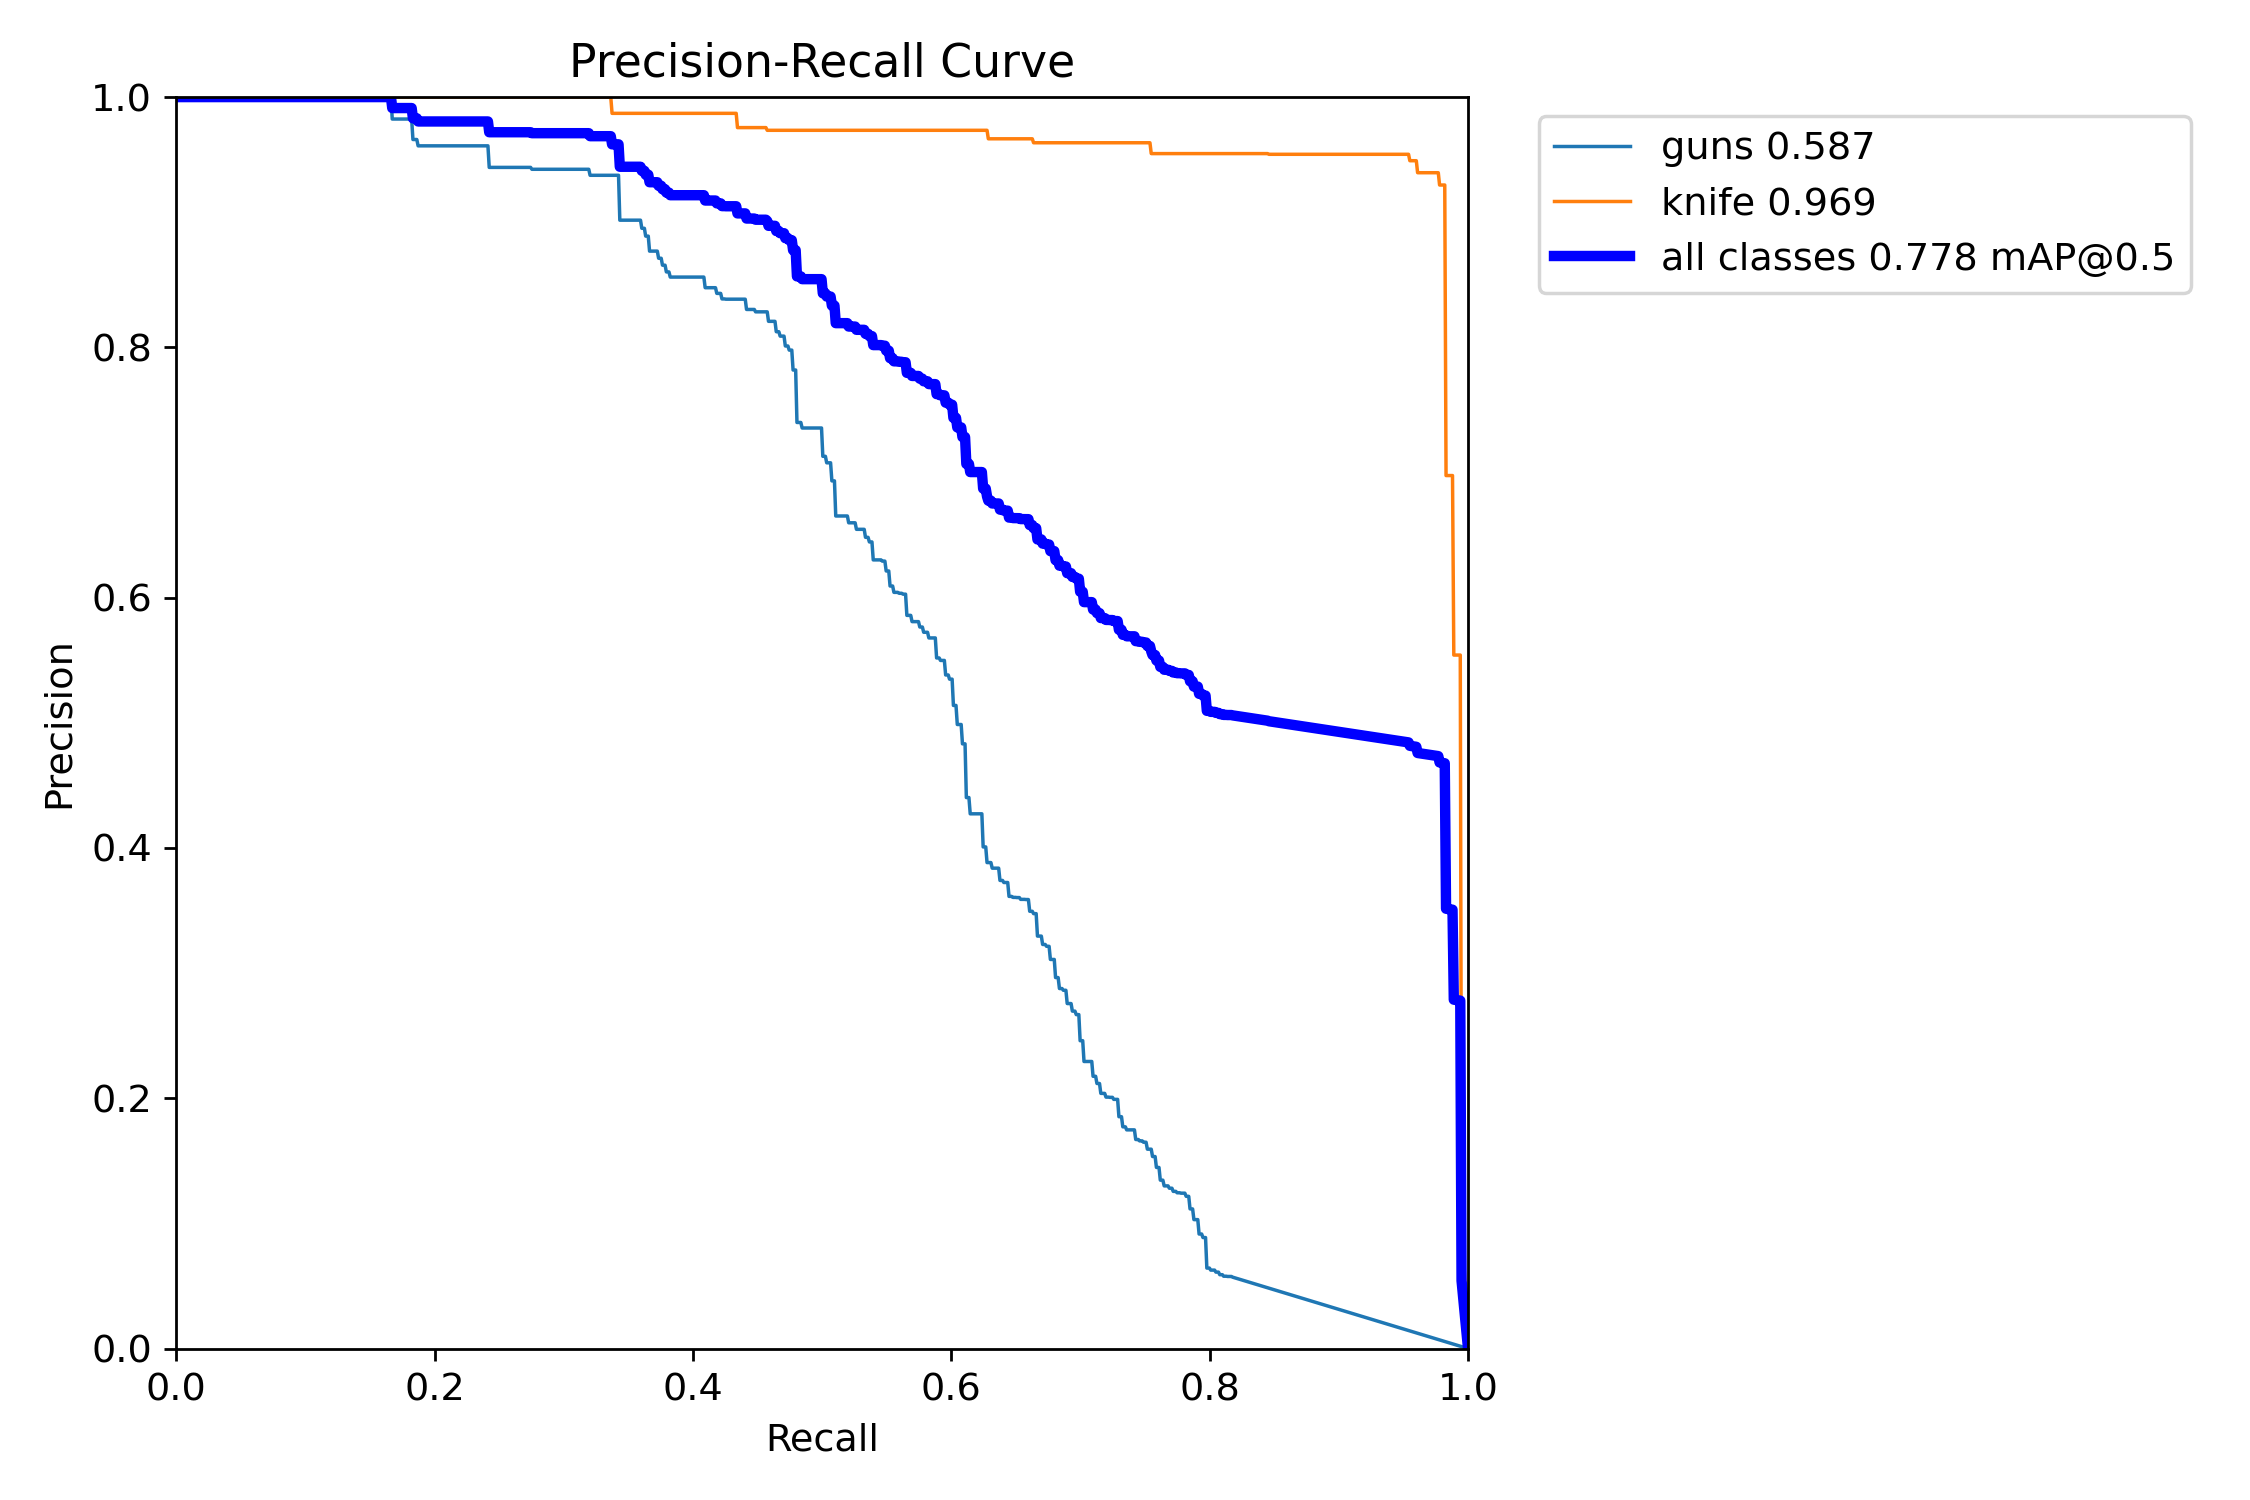 Precision-Recall Curve
1.0
0.8
0.6
0.4
0.2
0.0
Precision
0.0 0.2 0.4 0.6 0.8 1.0
Recall
guns 0.587
knife 0.969
all classes 0.778 mAP@0.5